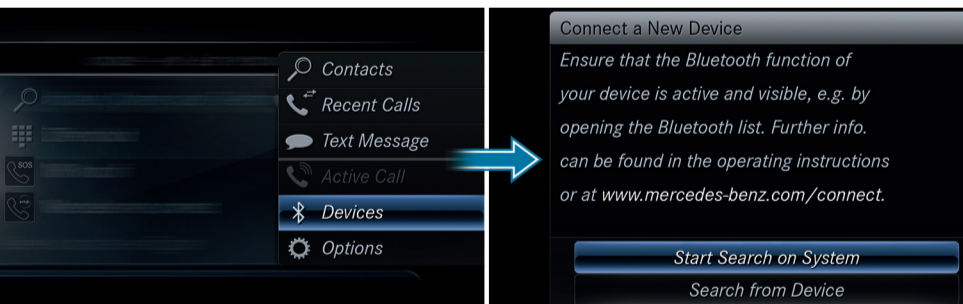 Contacts
Recent Calls
Text Message
Active Call
Devices
Options
SOS
Connect a New Device
Ensure that the Bluetooth function of
your device is active and visible, e.g. by
opening the Bluetooth list. Further info.
can be found in the operating instructions
or at www.mercedes-benz.com/connect.
Start Search on System
Search from Device